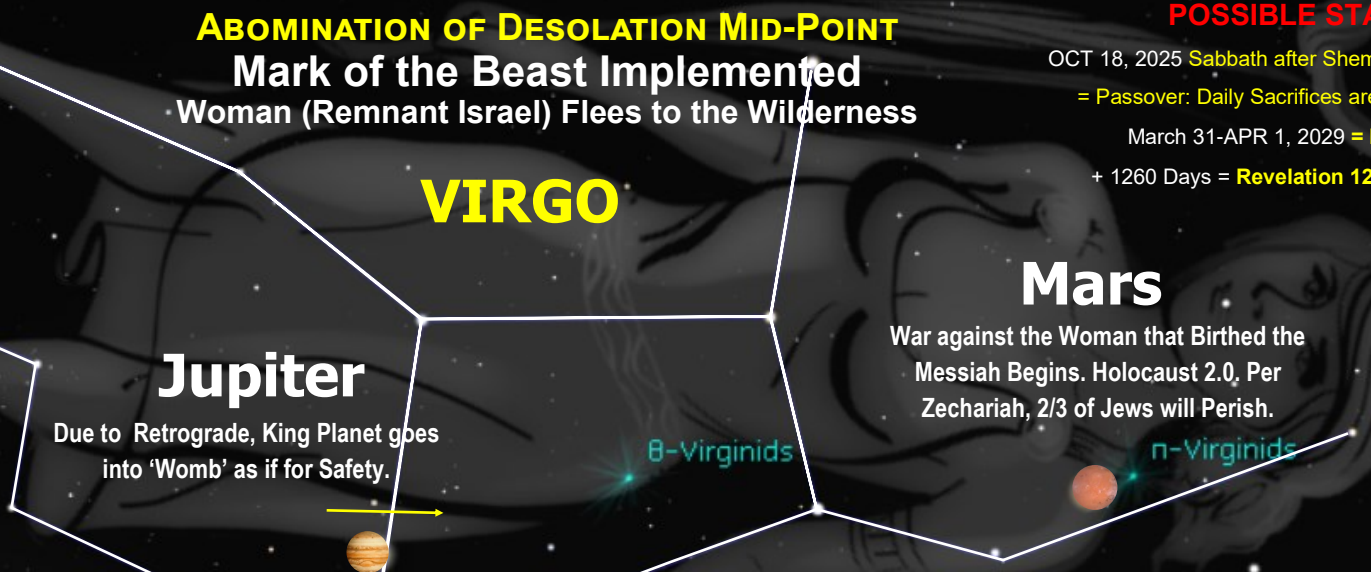 ABOMINATION OF DESOLATION MID-POINT
Mark of the Beast Implemented
Woman (Remnant Israel) Flees to the Wilderness
POSSIBLE
OCT 18, 2025 Sabbath after
= Passover: Daily Sacrifices
March 31-APR 1, 2029 =
+ 1260 Days = Revelation 12
VIRGO
Mars
War against the Woman that Birthed the
Messiah Begins. Holocaust 2.0. Per
Zechariah, 2/3 of Jews will Perish.
Jupiter
Due to Retrograde, King Planet goes
into ‘Womb’ as if for Safety.
θ-Virginids
π-Virginids